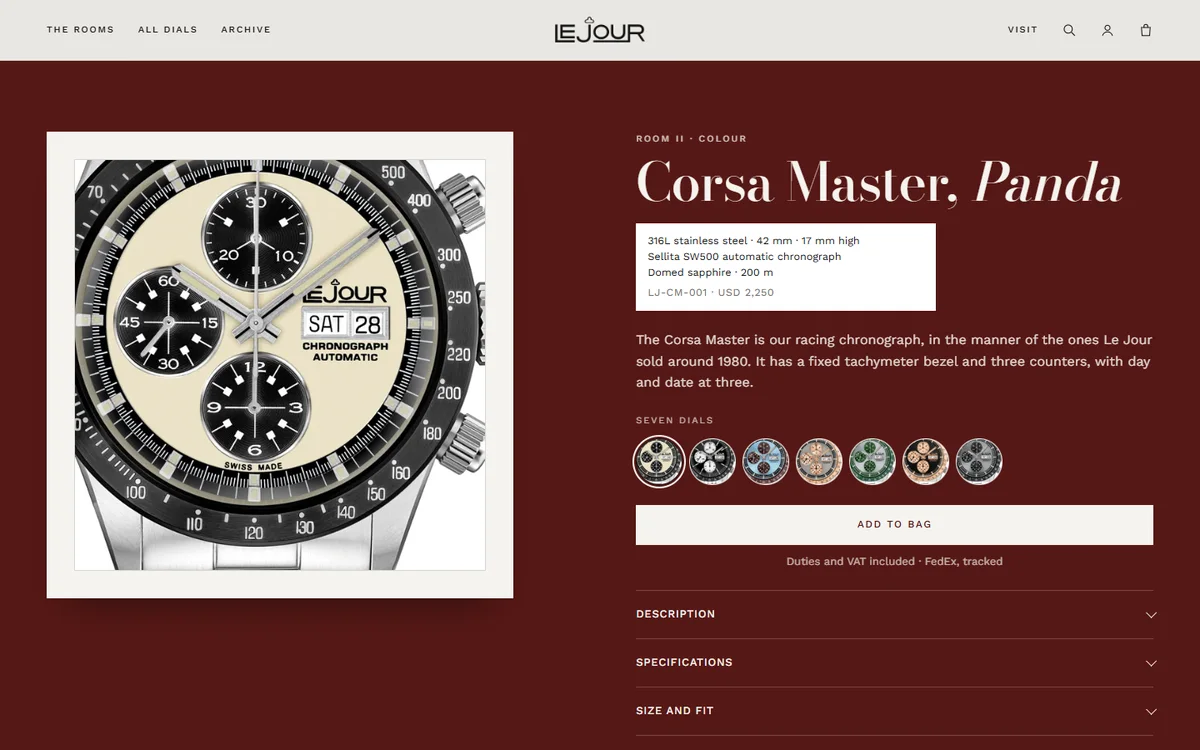 THE ROOMS
ALL DIALS
ARCHIVE
LEJOUR
VISIT
70
500
400
300
250
220
200
180
160
150
140
130
120
110
100
30
20
10
60
45
15
30
12
9
3
6
LEJOUR
SAT 28
CHRONOGRAPH
AUTOMATIC
SWISS MADE
ROOM II · COLOUR
Corsa Master, Panda
316L stainless steel · 42 mm · 17 mm high
Sellita SW500 automatic chronograph
Domed sapphire · 200 m
LJ-CM-001 · USD 2,250
The Corsa Master is our racing chronograph, in the manner of the ones Le Jour
sold around 1980. It has a fixed tachymeter bezel and three counters, with day
and date at three.
SEVEN DIALS
ADD TO BAG
Duties and VAT included · FedEx, tracked
DESCRIPTION
SPECIFICATIONS
SIZE AND FIT